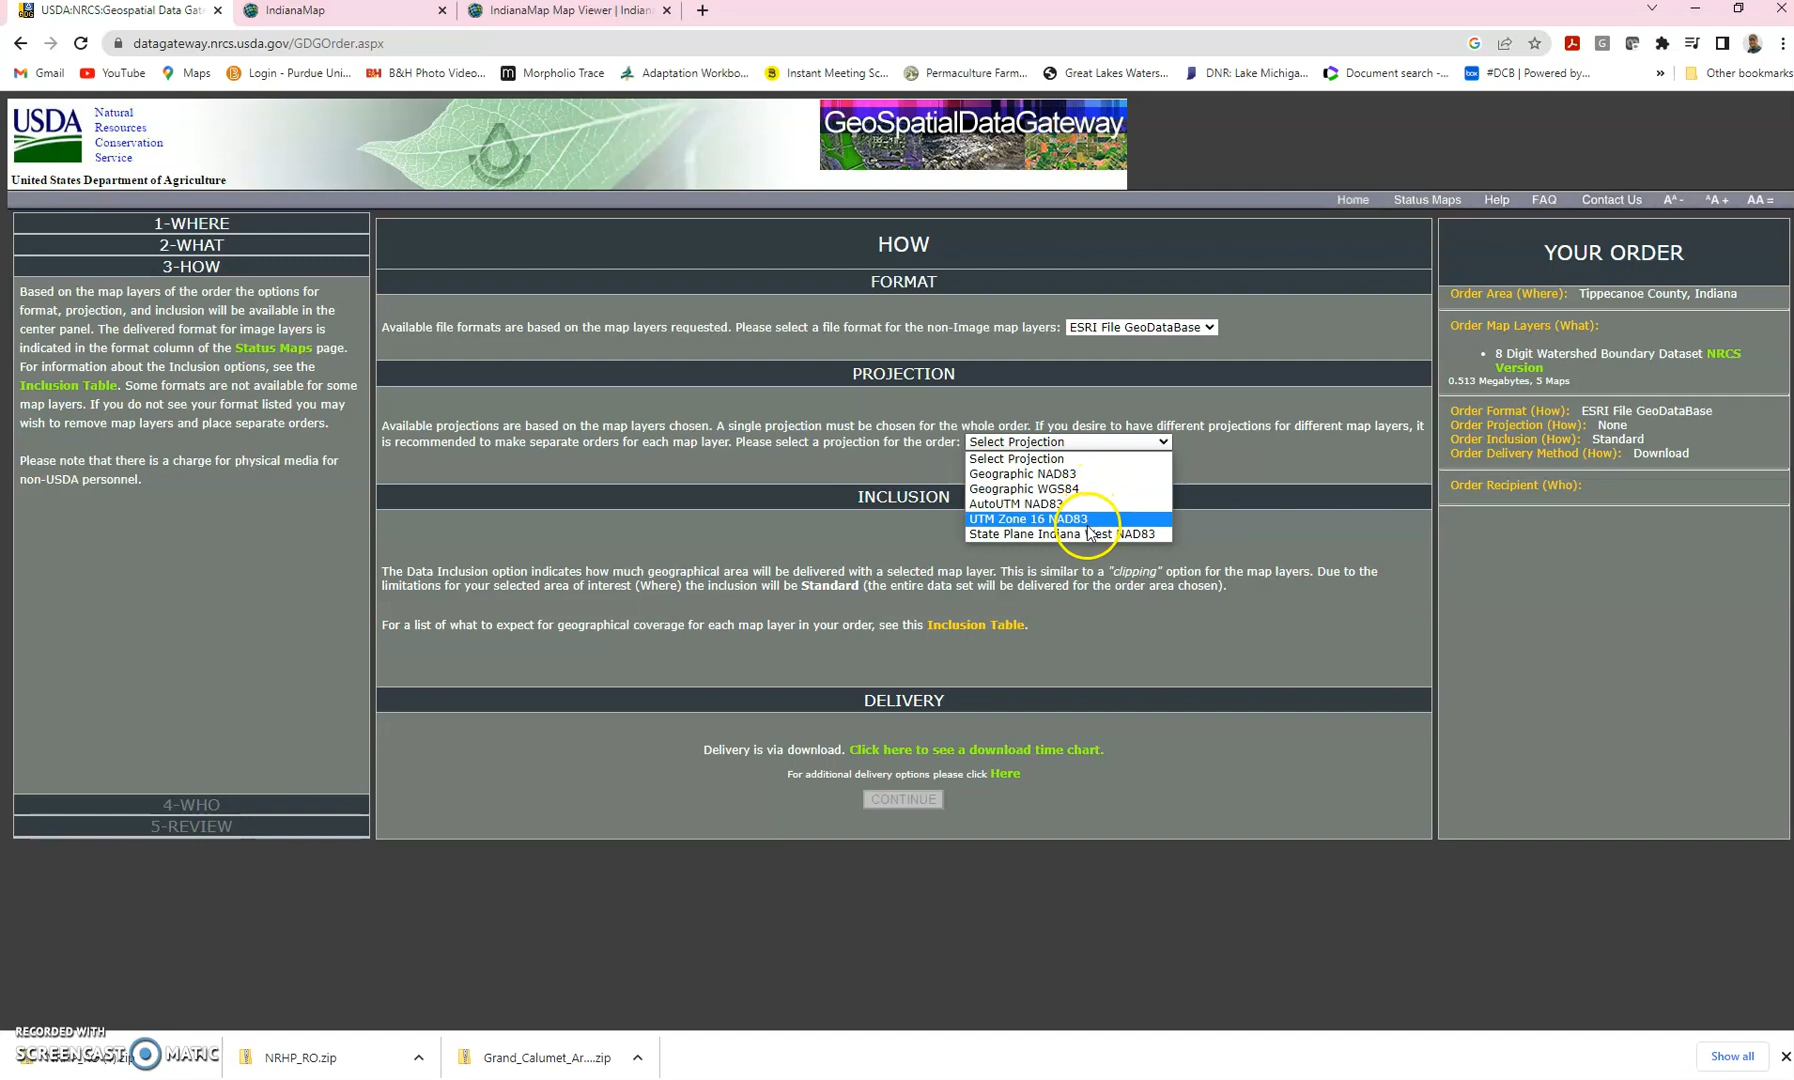 USDA:NRCS:Geospatial Data Gate
IndianaMap
IndianaMap Map Viewer | Indiana
datagateway.nrcs.usda.gov/GDGOrder.aspx
Gmail
YouTube
Maps
Login - Purdue Uni...
B&H Photo Video...
Morpholio Trace
Adaptation Workbo...
Instant Meeting Sc...
Permaculture Farm...
Great Lakes Waters...
DNR: Lake Michiga...
Document search -...
#DCB | Powered by...
Other bookmarks
USDA
Natural
Resources
Conservation
Service
United States Department of Agriculture
GeoSpatialDataGateway
Home
Status Maps
Help
FAQ
Contact Us
AA -
AA +
AA =
1-WHERE
2-WHAT
3-HOW
Based on the map layers of the order the options for
format, projection, and inclusion will be available in the
center panel. The delivered format for image layers is
indicated in the format column of the Status Maps page.
For information about the Inclusion options, see the
Inclusion Table. Some formats are not available for some
map layers. If you do not see your format listed you may
wish to remove map layers and place separate orders.
Please note that there is a charge for physical media for
non-USDA personnel.
4-WHO
5-REVIEW
HOW
FORMAT
Available file formats are based on the map layers requested. Please select a file format for the non-Image map layers: ESRI File GeoDataBase
PROJECTION
Available projections are based on the map layers chosen. A single projection must be chosen for the whole order. If you desire to have different projections for different map layers, it
is recommended to make separate orders for each map layer. Please select a projection for the order: Select Projection
Select Projection
Geographic NAD83
Geographic WGS84
AutoUTM NAD83
UTM Zone 16 NAD83
State Plane Indiana West NAD83
INCLUSION
The Data Inclusion option indicates how much geographical area will be delivered with a selected map layer. This is similar to a "clipping" option for the map layers. Due to the
limitations for your selected area of interest (Where) the inclusion will be Standard (the entire data set will be delivered for the order area chosen).
For a list of what to expect for geographical coverage for each map layer in your order, see this Inclusion Table.
DELIVERY
Delivery is via download. Click here to see a download time chart.
For additional delivery options please click Here
CONTINUE
YOUR ORDER
Order Area (Where): Tippecanoe County, Indiana
Order Map Layers (What):
• 8 Digit Watershed Boundary Dataset NRCS
Version
0.513 Megabytes, 5 Maps
Order Format (How): ESRI File GeoDataBase
Order Projection (How): None
Order Inclusion (How): Standard
Order Delivery Method (How): Download
Order Recipient (Who):
RECORDED WITH
SCREENCAST MATIC
NRHP_RO.zip
Grand_Calumet_Ar....zip
Show all